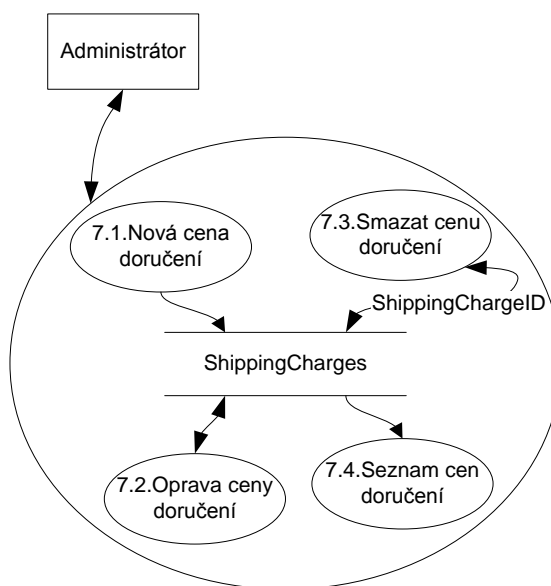 Administrátor
7.1.Nová cena
doručení
7.3.Smazat cenu
doručení
ShippingChargeID
ShippingCharges
7.2.Oprava ceny
doručení
7.4.Seznam cen
doručení